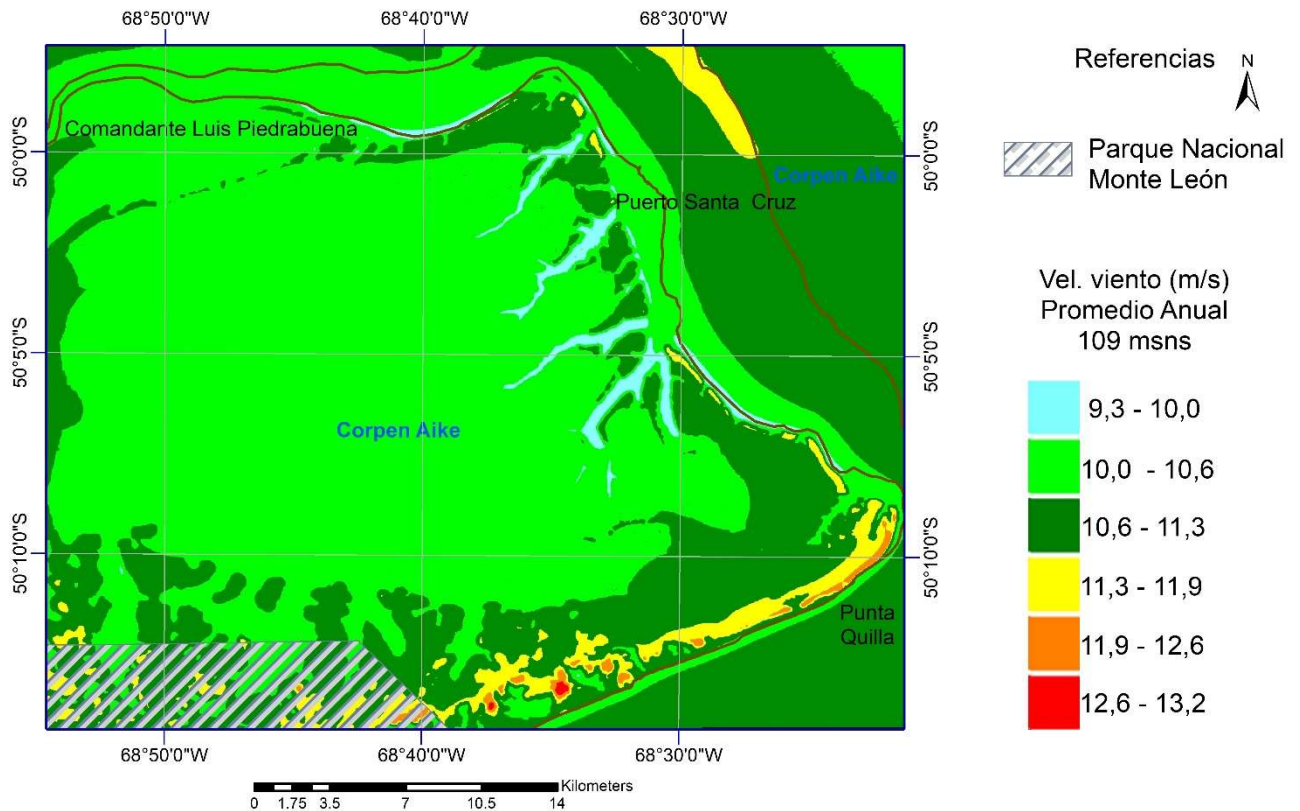 68°50'0"W
68°40'0"W
68°30'0"W
Referencias
N
Comandante Luis Piedrabuena
50°0'0"S
50°0'0"S
Parque Nacional
Monte León
Corpen Aike
Puerto Santa Cruz
Vel. viento (m/s)
Promedio Anual
109 msns
50°5'0"S
50°5'0"S
9,3 - 10,0
Corpen Aike
10,0 - 10,6
10,6 - 11,3
50°10'0"S
50°10'0"S
11,3 - 11,9
Punta
Quilla
11,9 - 12,6
12,6 - 13,2
68°50'0"W
68°40'0"W
68°30'0"W
Kilometers
0 1.75 3.5 7 10.5 14